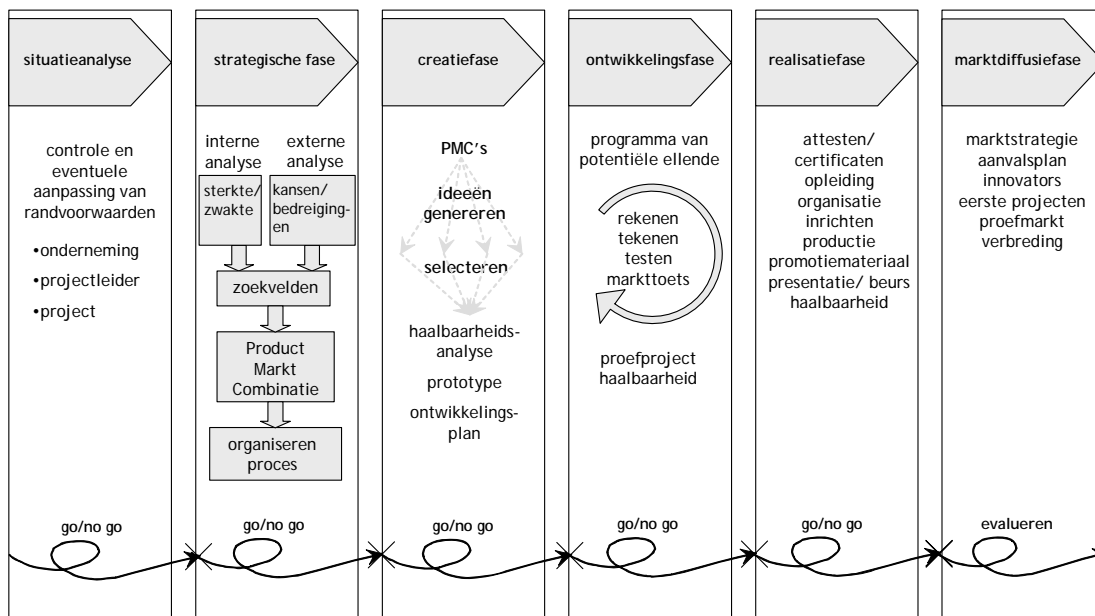 situatieanalyse
controle en
eventuele
aanpassing van
randvoorwaarden
•onderneming
•projectleider
•project
go/no go
strategische fase
interne
analyse
externe
analyse
sterkte/
zwakte
kansen/
bedreiging-
en
zoekvelden
Product
Markt
Combinatie
organiseren
proces
go/no go
creatiefase
PMC's
ideeën
genereren
selecteren
haalbaarheids-
analyse
prototype
ontwikkelings-
plan
go/no go
ontwikkelingsfase
programma van
potentiële ellende
rekenen
tekenen
testen
markttoets
proefproject
haalbaarheid
go/no go
realisatiefase
attesten/
certificaten
opleiding
organisatie
inrichten
productie
promotiemateriaal
presentatie/ beurs
haalbaarheid
go/no go
marktdiffusiefase
marktstrategie
aanvalsplan
innovators
eerste projecten
proefmarkt
verbreding
evalueren